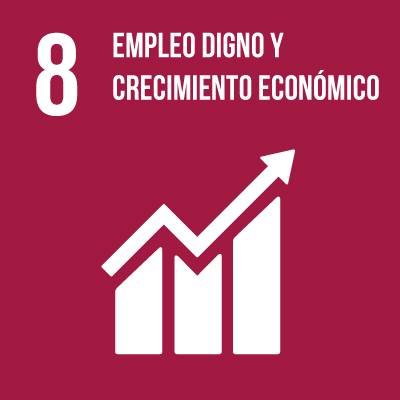 8
EMPLEO DIGNO Y
CRECIMIENTO ECONÓMICO